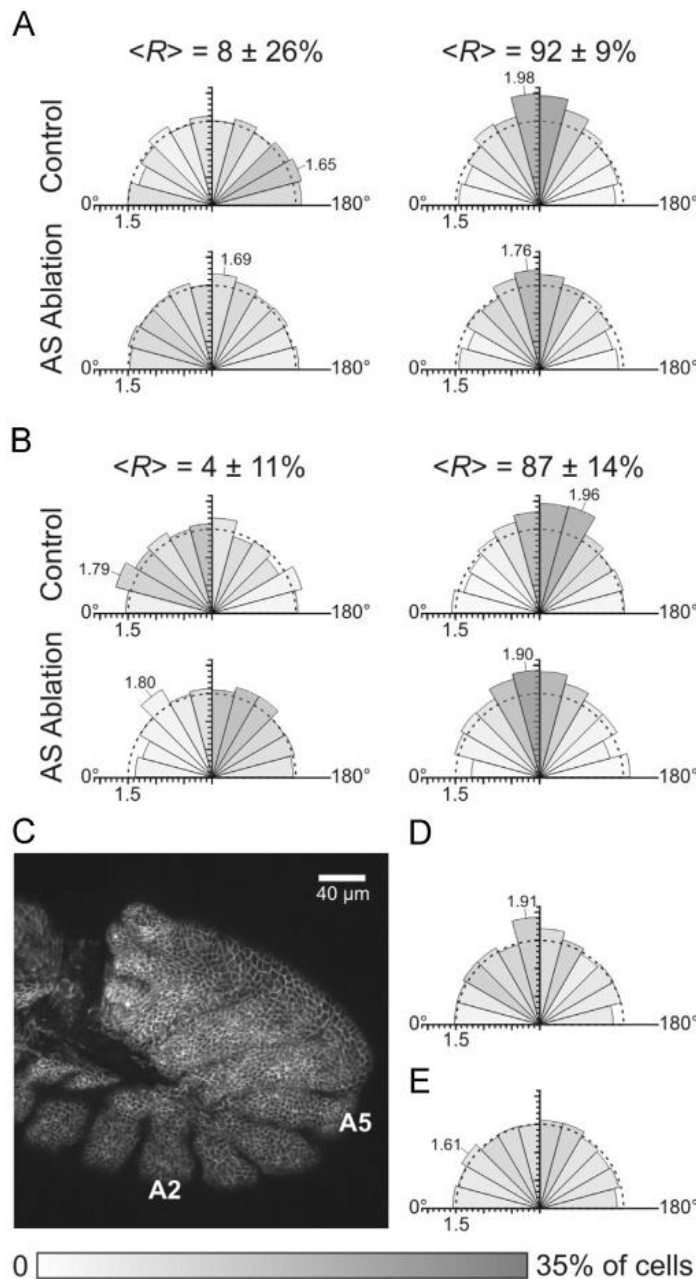 A
<R> = 8 ± 26%
<R> = 92 ± 9%
Control
1.65
0°
180°
1.5
1.98
0°
180°
1.5
AS Ablation
1.69
0°
180°
1.5
1.76
0°
180°
1.5
B
<R> = 4 ± 11%
<R> = 87 ± 14%
Control
1.79
0°
180°
1.5
1.96
0°
180°
1.5
AS Ablation
1.80
0°
180°
1.5
1.90
0°
180°
1.5
C
40 µm
A5
A2
D
1.91
0°
180°
1.5
E
1.61
0°
180°
1.5
0
35% of cells